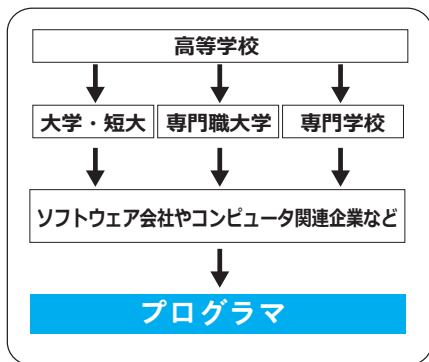 高等学校
大学・短大 専門職大学 専門学校
ソフトウェア会社やコンピュータ関連企業など
プログラマ